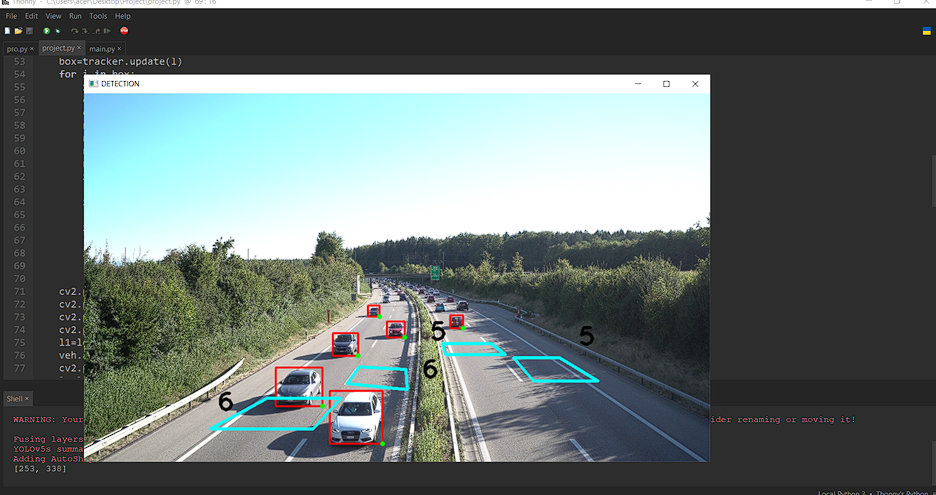 Thonny - C:\Users\acer\Desktop\Project\project.py @ 69:16
File Edit View Run Tools Help
pro.py × project.py × main.py ×
53 box=tracker.update(l)
54 for i in box:
55
56
57
58
59
60
61
62
63
64
65
66
67
68
69
70
71 cv2.
72 cv2.
73 cv2.
74 cv2.
75
76 veh.
77 cv2.
DETECTION
5
5
6
6
Shell ×
WARNING: Your
ider renaming or moving it!
Fusing layers
YOLOv5s summa
Adding AutoSh
[253, 338]
Local Python 3 • Thonny's Python